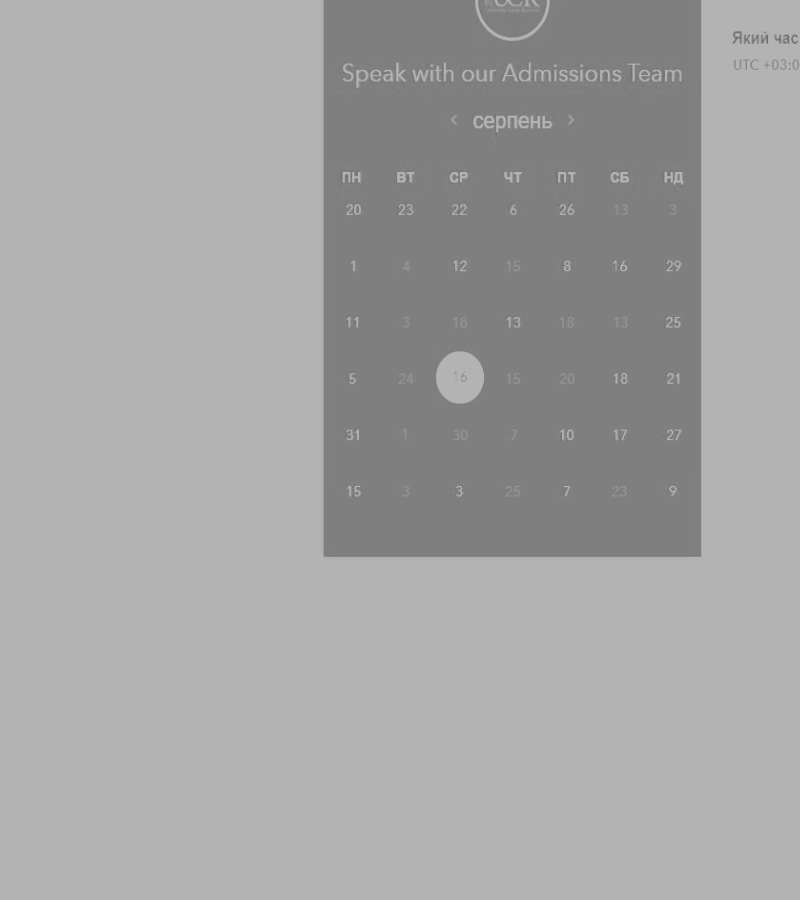 UCR
Speak with our Admissions Team
‹ серпень ›
ПН ВТ СР ЧТ ПТ СБ НД
20 23 22 6 26 13 3
1 4 12 15 8 16 29
11 3 18 13 18 13 25
5 24 16 15 20 18 21
31 1 30 7 10 17 27
15 3 3 25 7 23 9
Який час
UTC +03:0